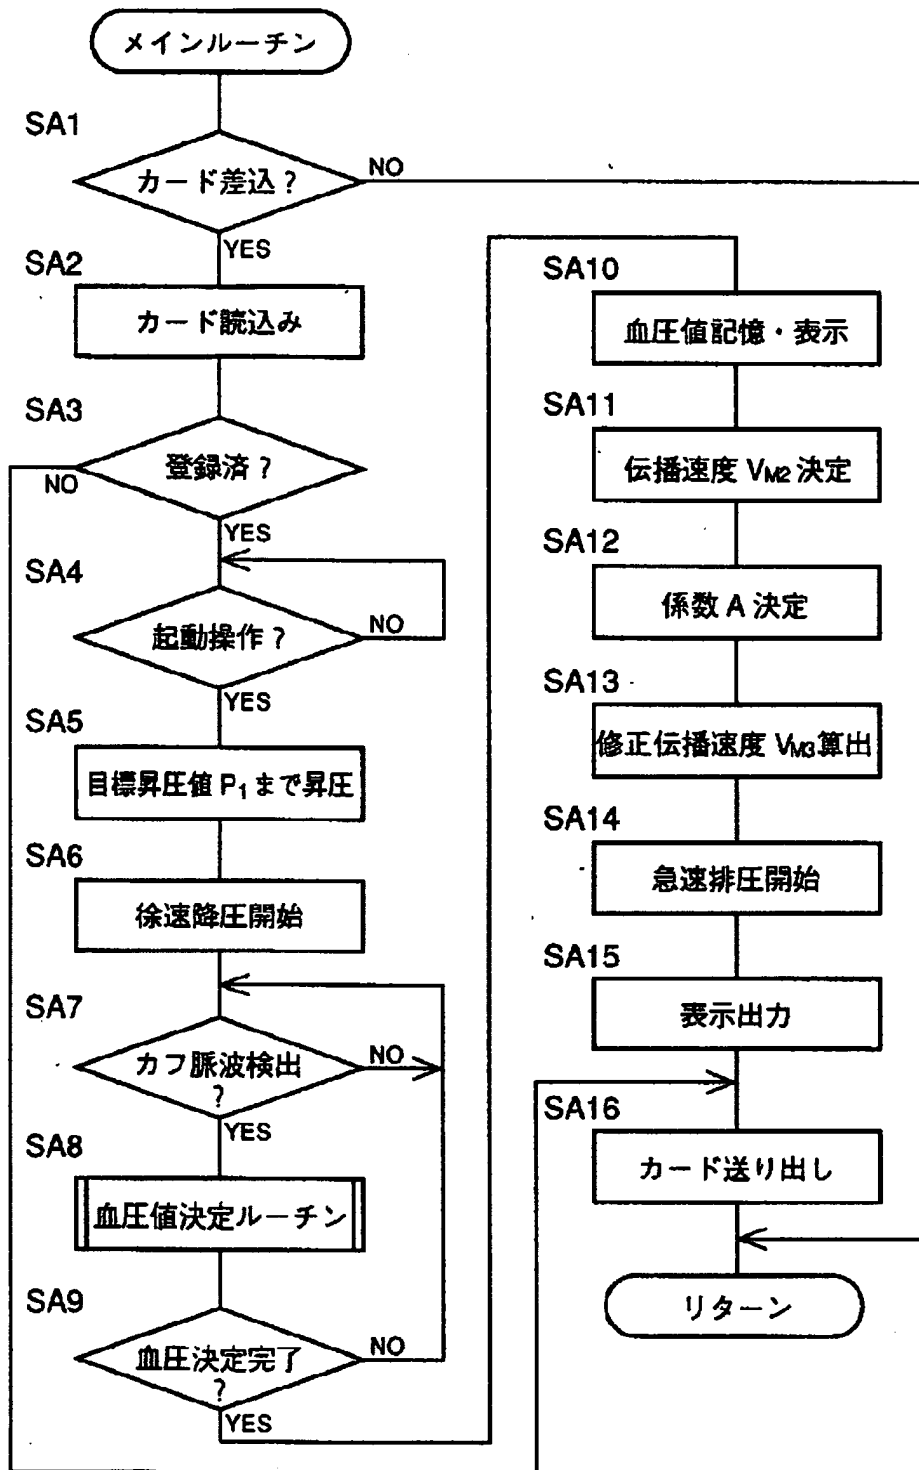 メインルーチン
SA1
カード差込？
NO
YES
SA2
カード読込み
SA3
登録済？
NO
YES
SA4
起動操作？
NO
YES
SA5
目標昇圧値 P1 まで昇圧
SA6
徐速降圧開始
SA7
カフ脈波検出
？
NO
YES
SA8
血圧値決定ルーチン
SA9
血圧決定完了
？
NO
YES
SA10
血圧値記憶・表示
SA11
伝播速度 VM2 決定
SA12
係数 A 決定
SA13
修正伝播速度 VM3 算出
SA14
急速排圧開始
SA15
表示出力
SA16
カード送り出し
リターン